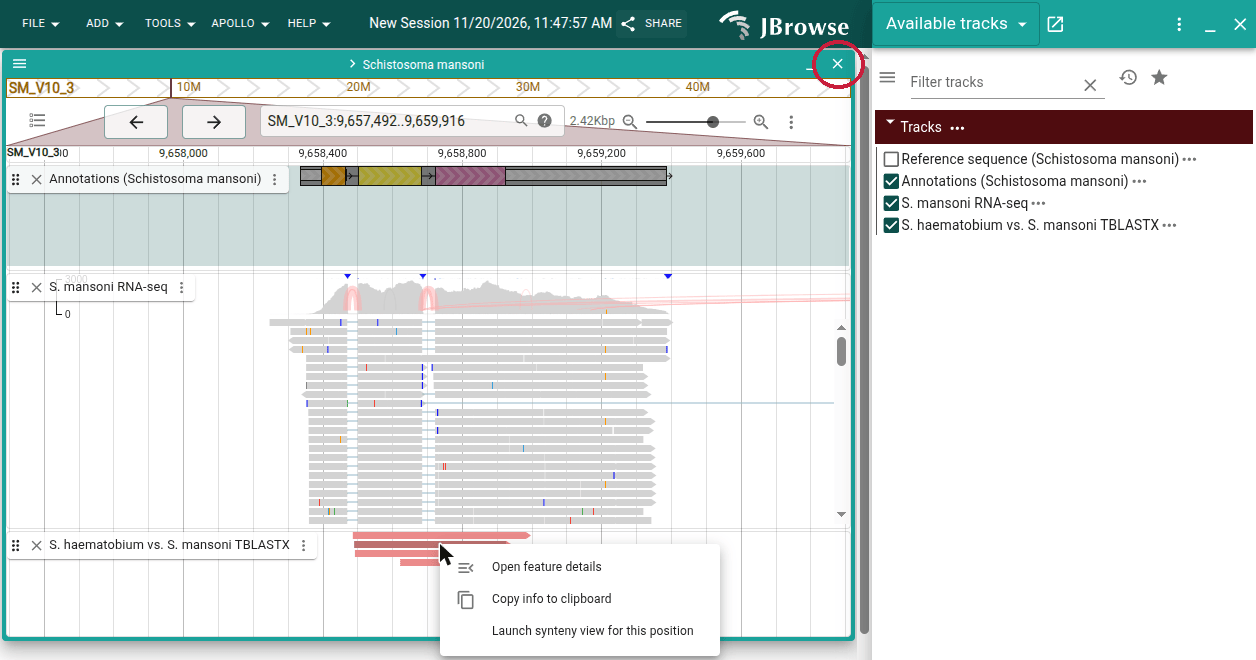 FILE ADD TOOLS APOLLO HELP New Session 11/20/2026, 11:47:57 AM SHARE JBrowse
Available tracks
Schistosoma mansoni
SM_V10_3 10M 20M 30M 40M
SM_V10_3:9,657,492..9,659,916 2.42Kbp
SM_V10_3 9,658,000 9,658,400 9,658,800 9,659,200 9,659,600
Annotations (Schistosoma mansoni)
3000
S. mansoni RNA-seq
0
S. haematobium vs. S. mansoni TBLASTX
Open feature details
Copy info to clipboard
Launch synteny view for this position
Filter tracks
Tracks
Reference sequence (Schistosoma mansoni)
Annotations (Schistosoma mansoni)
S. mansoni RNA-seq
S. haematobium vs. S. mansoni TBLASTX